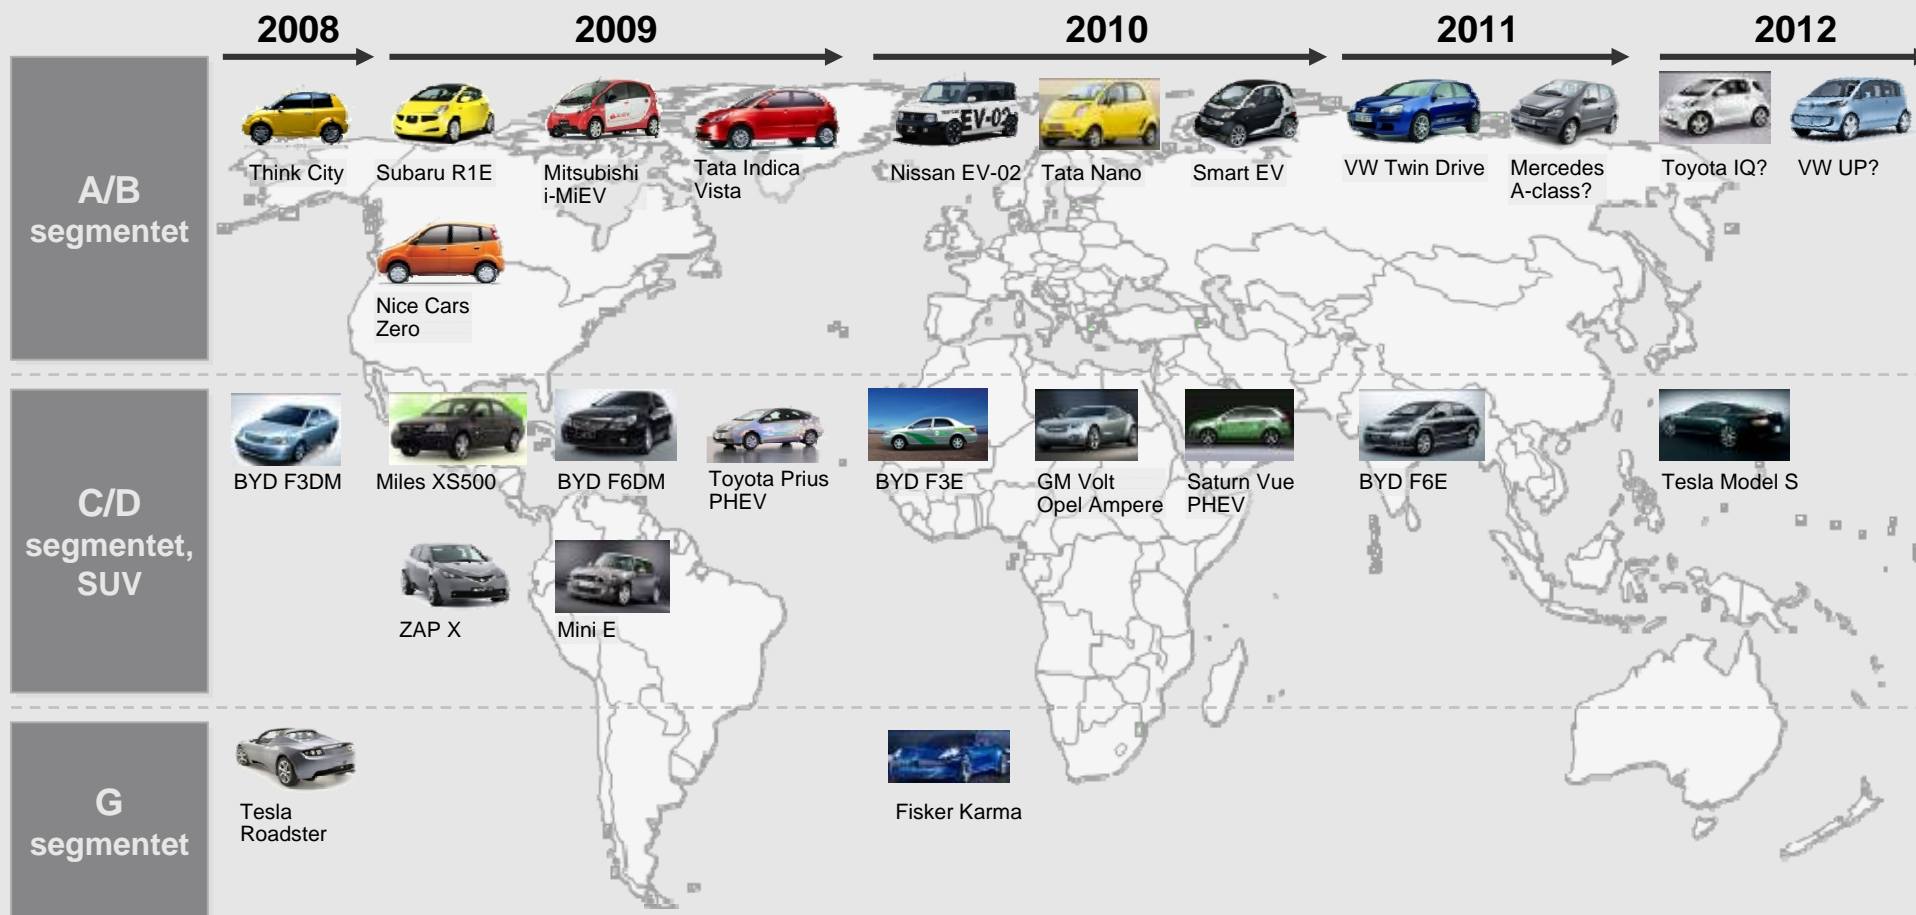 2008
2009
2010
2011
2012
A/B
segmentet
Think City
Subaru R1E
Mitsubishi
i-MiEV
Tata Indica
Vista
EV-02
Nissan EV-02
Tata Nano
Smart EV
VW Twin Drive
Mercedes
A-class?
Toyota IQ?
VW UP?
Nice Cars
Zero
C/D
segmentet,
SUV
BYD F3DM
Miles XS500
BYD F6DM
Toyota Prius
PHEV
BYD F3E
GM Volt
Opel Ampere
Saturn Vue
PHEV
BYD F6E
Tesla Model S
ZAP X
Mini E
G
segmentet
Tesla
Roadster
Fisker Karma